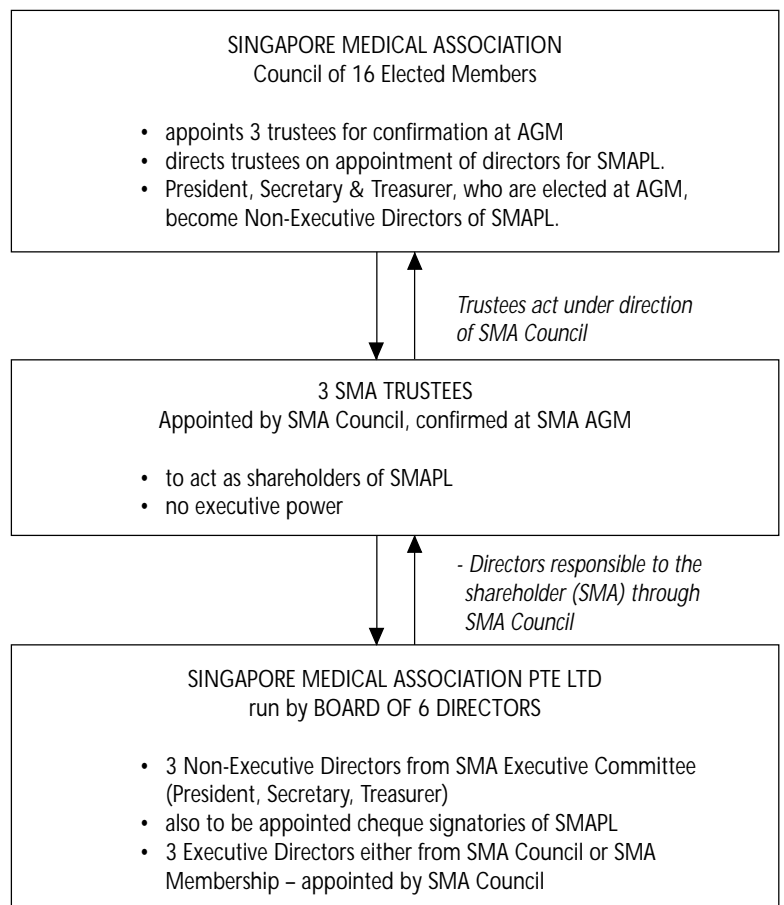 SINGAPORE MEDICAL ASSOCIATION
Council of 16 Elected Members
• appoints 3 trustees for confirmation at AGM
• directs trustees on appointment of directors for SMAPL.
• President, Secretary & Treasurer, who are elected at AGM,
become Non-Executive Directors of SMAPL.
Trustees act under direction
of SMA Council
3 SMA TRUSTEES
Appointed by SMA Council, confirmed at SMA AGM
• to act as shareholders of SMAPL
• no executive power
- Directors responsible to the
shareholder (SMA) through
SMA Council
SINGAPORE MEDICAL ASSOCIATION PTE LTD
run by BOARD OF 6 DIRECTORS
• 3 Non-Executive Directors from SMA Executive Committee
(President, Secretary, Treasurer)
• also to be appointed cheque signatories of SMAPL
• 3 Executive Directors either from SMA Council or SMA
Membership – appointed by SMA Council